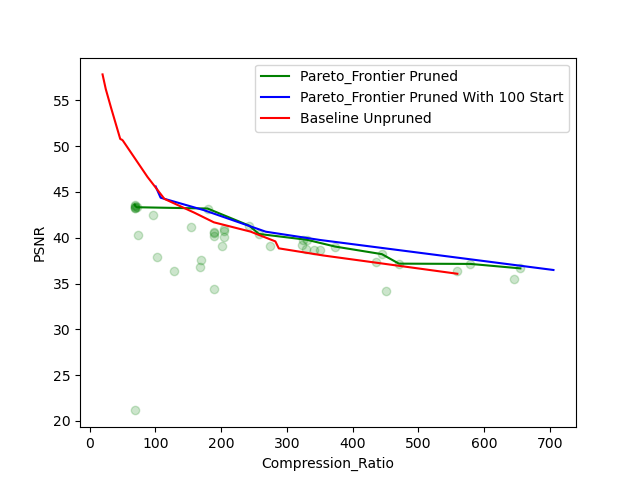 Pareto_Frontier Pruned
Pareto_Frontier Pruned With 100 Start
Baseline Unpruned
55
50
45
40
35
30
25
20
PSNR
0 100 200 300 400 500 600 700
Compression_Ratio